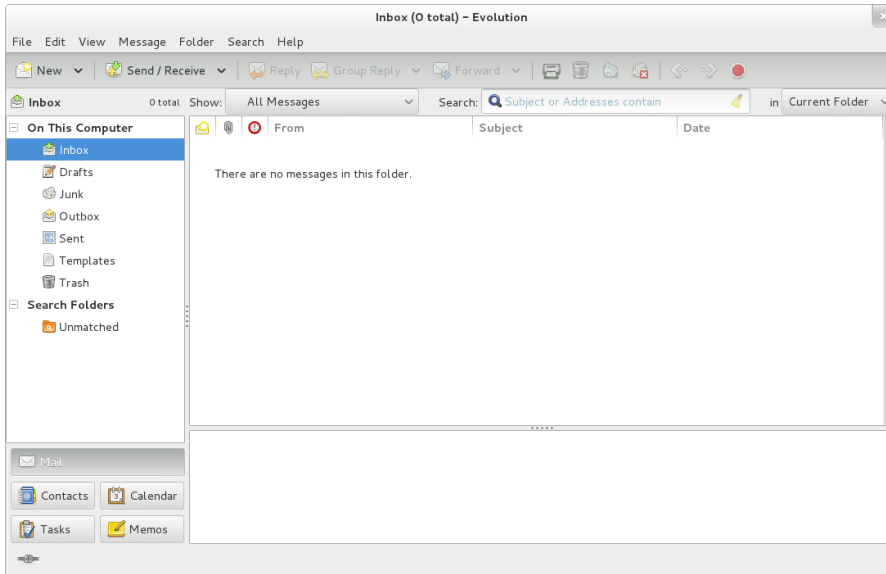 Inbox (0 total) – Evolution
File Edit View Message Folder Search Help
New Send / Receive Reply Group Reply Forward
Inbox 0 total Show: All Messages Search: Subject or Addresses contain in Current Folder
On This Computer From Subject Date
Inbox
There are no messages in this folder.
Drafts
Junk
Outbox
Sent
Templates
Trash
Search Folders
Unmatched
Mail
Contacts Calendar
Tasks Memos